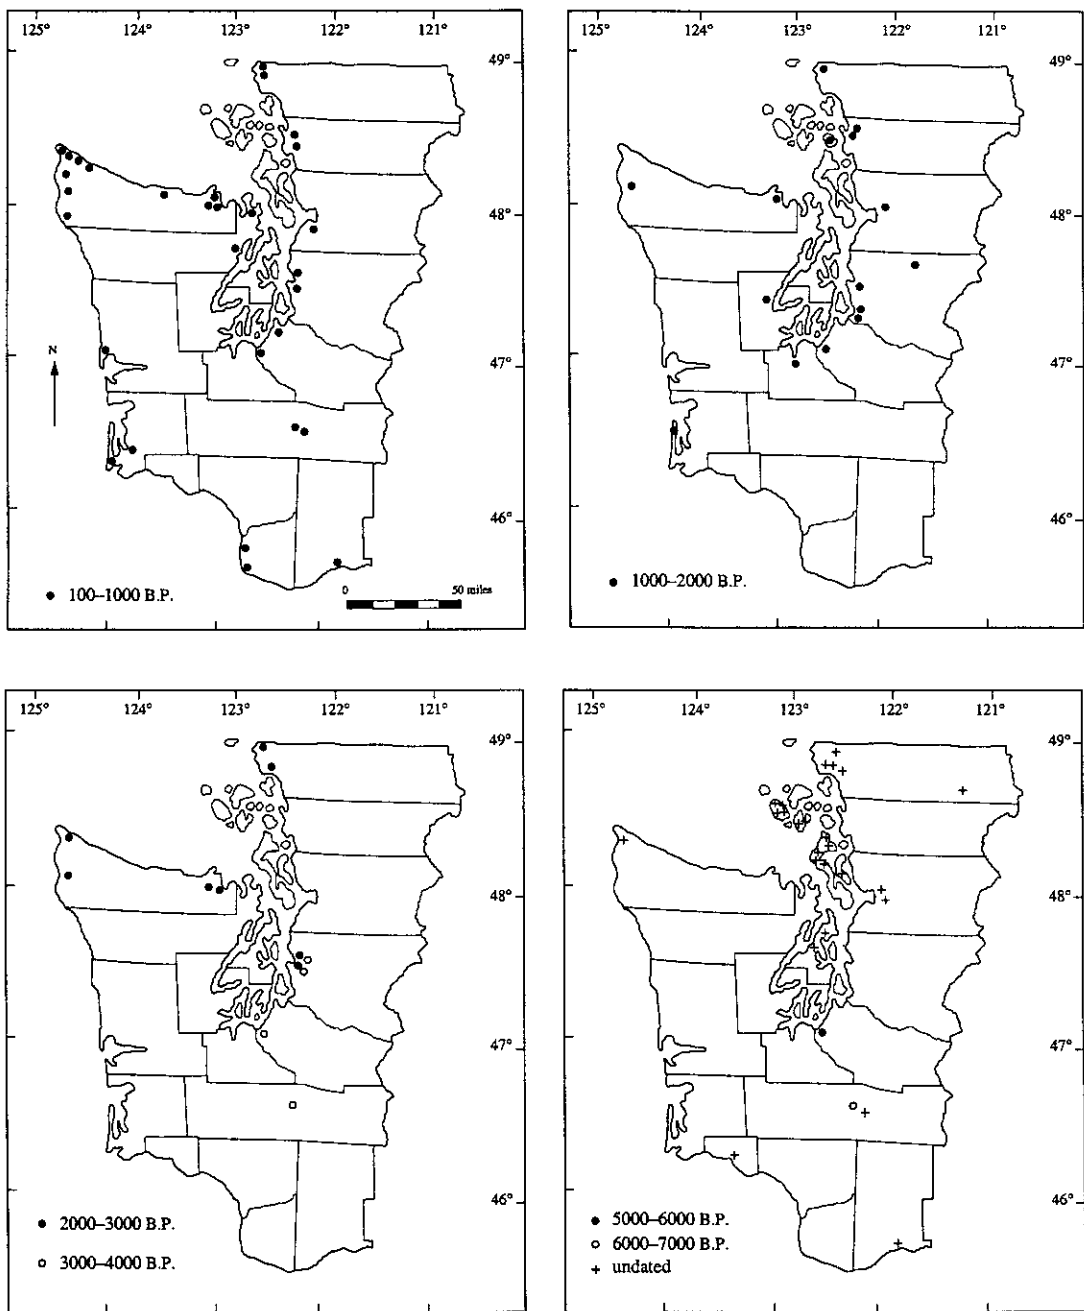 125° 124° 123° 122° 121°
49°
48°
47°
46°
N
0 50 miles
● 100–1000 B.P.
125° 124° 123° 122° 121°
49°
48°
47°
46°
● 1000–2000 B.P.
125° 124° 123° 122° 121°
49°
48°
47°
46°
● 2000–3000 B.P.
○ 3000–4000 B.P.
125° 124° 123° 122° 121°
49°
48°
47°
46°
● 5000–6000 B.P.
○ 6000–7000 B.P.
+ undated